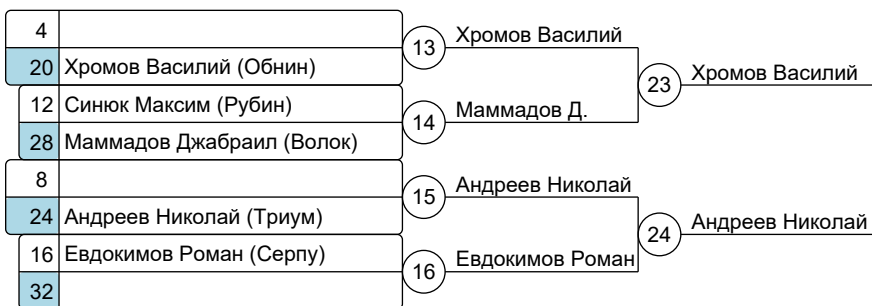 4
13 Хромов Василий
20 Хромов Василий (Обнин)
23 Хромов Василий
12 Синюк Максим (Рубин)
14 Маммадов Д.
28 Маммадов Джабраил (Волок)
8
15 Андреев Николай
24 Андреев Николай (Триум)
24 Андреев Николай
16 Евдокимов Роман (Серпу)
16 Евдокимов Роман
32